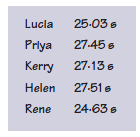 Lucia 25·03 s
Priya 27·45 s
Kerry 27·13 s
Helen 27·51 s
Rene 24·63 s